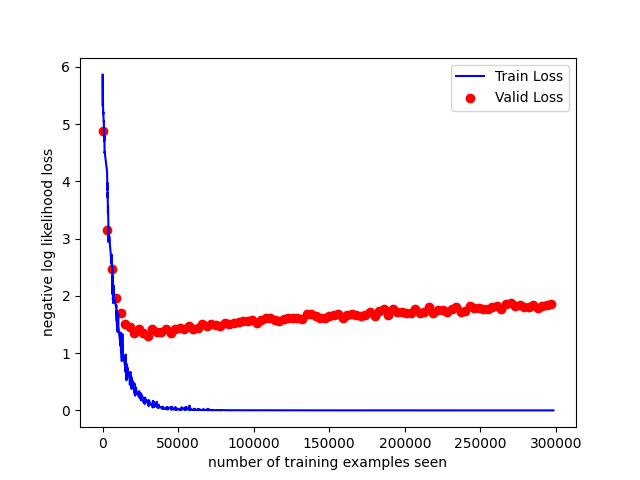 Train Loss
Valid Loss
negative log likelihood loss
6
5
4
3
2
1
0
0 50000 100000 150000 200000 250000 300000
number of training examples seen